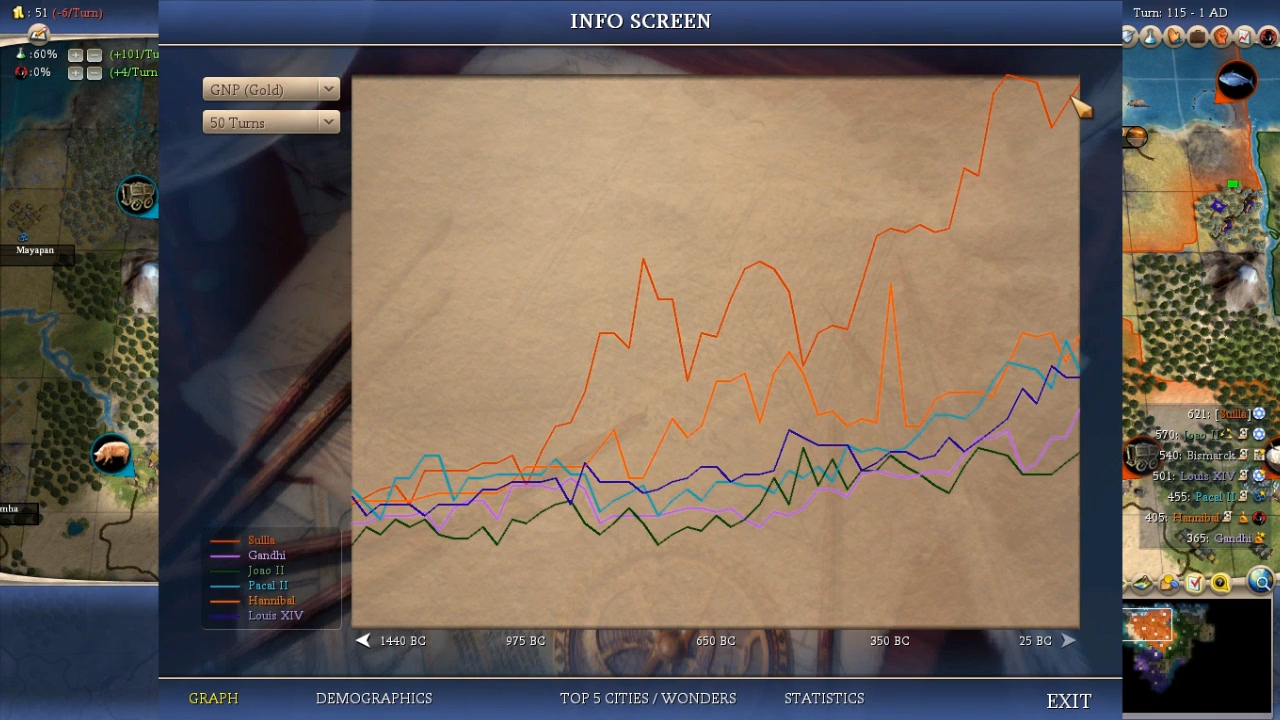 : 51 (-6/Turn)
INFO SCREEN
Turn: 115 - 1 AD
:60%
(+101/Tu
:0%
(+4/Turn
GNP (Gold)
50 Turns
Mayapan
mha
621: [Sullla]
570: Joao II
540: Bismarck
501: Louis XIV
455: Pacal II
405: Hannibal
365: Gandhi
Sullla
Gandhi
Joao II
Pacal II
Hannibal
Louis XIV
1440 BC 975 BC 650 BC 350 BC 25 BC
GRAPH DEMOGRAPHICS TOP 5 CITIES / WONDERS STATISTICS EXIT